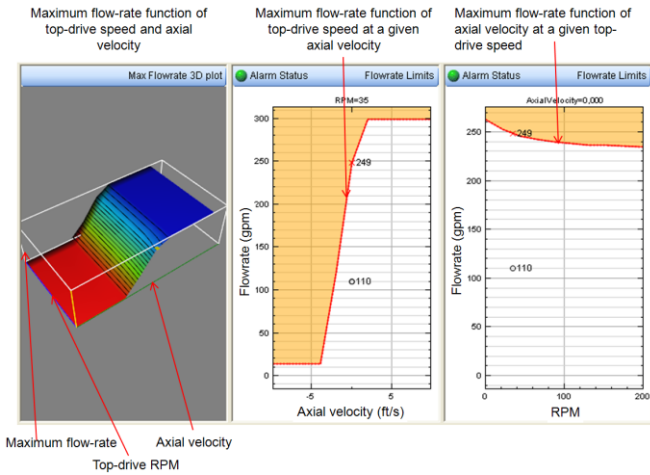 Maximum flow-rate function of
top-drive speed and axial
velocity
Maximum flow-rate function of
top-drive speed at a given
axial velocity
Maximum flow-rate function of
axial velocity at a given top-
drive speed
Max Flowrate 3D plot
Alarm Status Flowrate Limits
RPM=35
300
250
200
150
100
50
0
249
110
-5
5
Flowrate (gpm)
Axial velocity (ft/s)
Alarm Status Flowrate Limits
AxialVelocity=0,000
250
200
150
100
50
0
249
110
0
100
200
Flowrate (gpm)
RPM
Maximum flow-rate
Axial velocity
Top-drive RPM